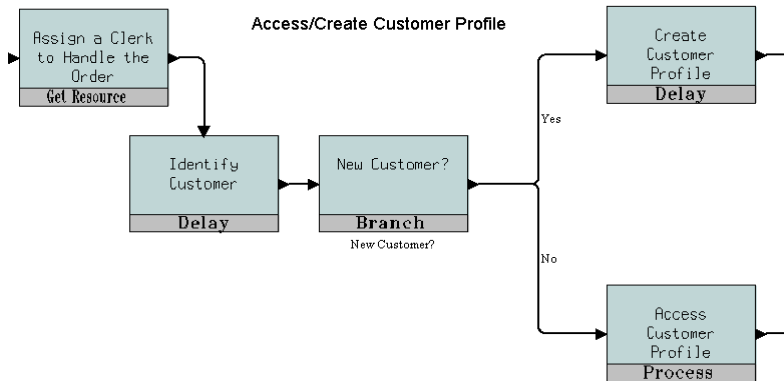 Access/Create Customer Profile
Assign a Clerk
to Handle the
Order
Get Resource
Identify
Customer
Delay
New Customer?
Branch
New Customer?
Yes
No
Create
Customer
Profile
Delay
Access
Customer
Profile
Process